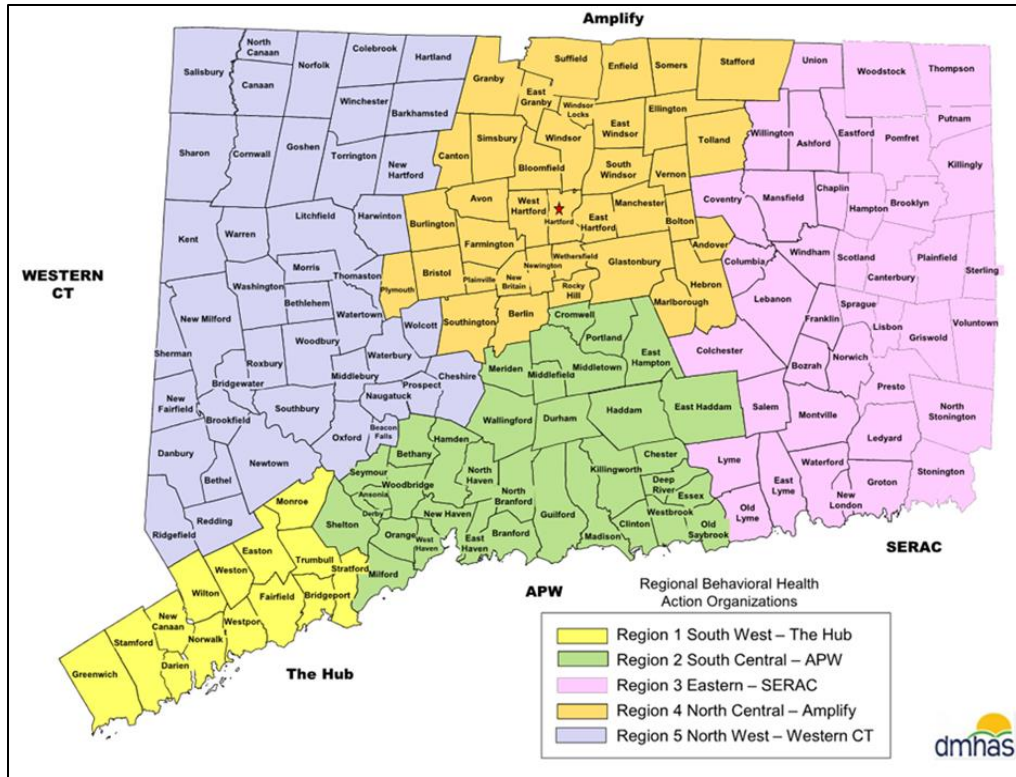 Amplify
Salisbury
North
Canaan
Canaan
Norfolk
Colebrook
Hartland
Winchester
Barkhamsted
Sharon
Cornwall
Goshen
Torrington
New
Hartford
Granby
Suffield
Enfield
Somers
Stafford
East
Granby
Windsor
Locks
East
Windsor
Ellington
Canton
Simsbury
Windsor
Bloomfield
South
Windsor
Vernon
Tolland
Union
Woodstock
Thompson
Putnam
Willington
Ashford
Eastford
Pomfret
Killingly
Kent
Warren
Litchfield
Harwinton
Burlington
Avon
West
Hartford
Hartford
East
Hartford
Manchester
Bolton
Coventry
Mansfield
Chaplin
Hampton
Brooklyn
WESTERN
CT
Washington
Morris
Bethlehem
Thomaston
Watertown
Plymouth
Bristol
Farmington
Plainville
New
Britain
Newington
Wethersfield
Rocky
Hill
Glastonbury
Andover
Hebron
Marlborough
Columbia
Windham
Scotland
Canterbury
Plainfield
Sterling
New Milford
Sherman
Roxbury
Bridgewater
Woodbury
Middlebury
Waterbury
Wolcott
Southington
Berlin
Cromwell
Portland
East
Hampton
Lebanon
Franklin
Sprague
Lisbon
Griswold
Voluntown
Colchester
Bozrah
Norwich
Presto
New
Fairfield
Brookfield
Southbury
Naugatuck
Prospect
Cheshire
Meriden
Middlefield
Middletown
Danbury
Bethel
Newtown
Oxford
Beacon
Falls
Wallingford
Durham
Haddam
East Haddam
Salem
Montville
Ledyard
North
Stonington
Ridgefield
Redding
Seymour
Bethany
Hamden
Woodbridge
Ansonia
Derby
North
Haven
North
Branford
Killingworth
Chester
Deep
River
Essex
Lyme
East
Lyme
Waterford
New
London
Groton
Stonington
Monroe
Shelton
Orange
West
Haven
New Haven
East
Haven
Branford
Guilford
Madison
Clinton
Westbrook
Old
Saybrook
Old
Lyme
Easton
Trumbull
Stratford
Milford
Weston
Wilton
Fairfield
Bridgeport
New
Canaan
Westpor
Norwalk
Stamford
Darien
Greenwich
SERAC
APW
The Hub
Regional Behavioral Health
Action Organizations
Region 1 South West – The Hub
Region 2 South Central – APW
Region 3 Eastern – SERAC
Region 4 North Central – Amplify
Region 5 North West – Western CT
dmhas